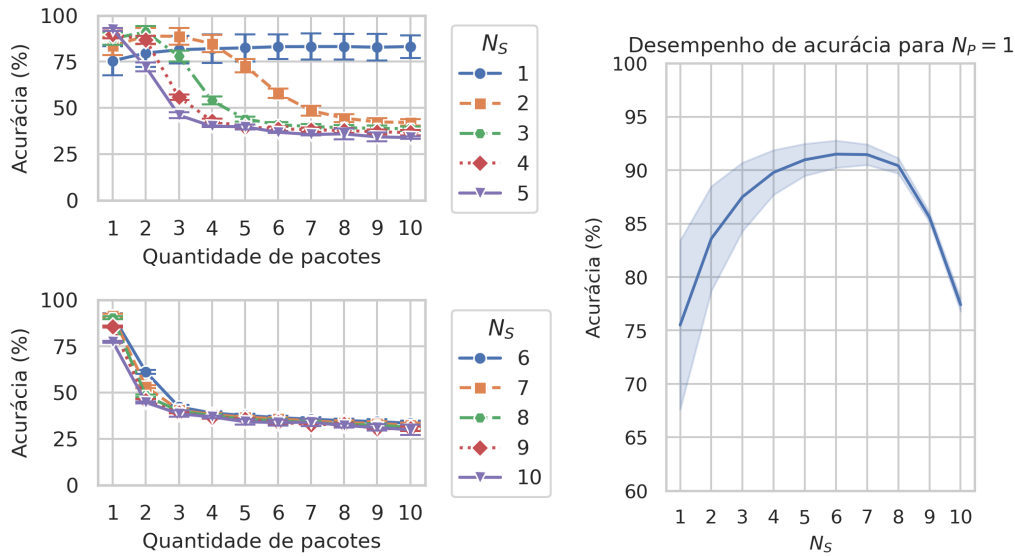 100
75
50
25
0
Acurácia (%)
1 2 3 4 5 6 7 8 9 10
Quantidade de pacotes
N_S
1
2
3
4
5
100
75
50
25
0
Acurácia (%)
1 2 3 4 5 6 7 8 9 10
Quantidade de pacotes
N_S
6
7
8
9
10
Desempenho de acurácia para N_P = 1
100
95
90
85
80
75
70
65
60
Acurácia (%)
1 2 3 4 5 6 7 8 9 10
N_S